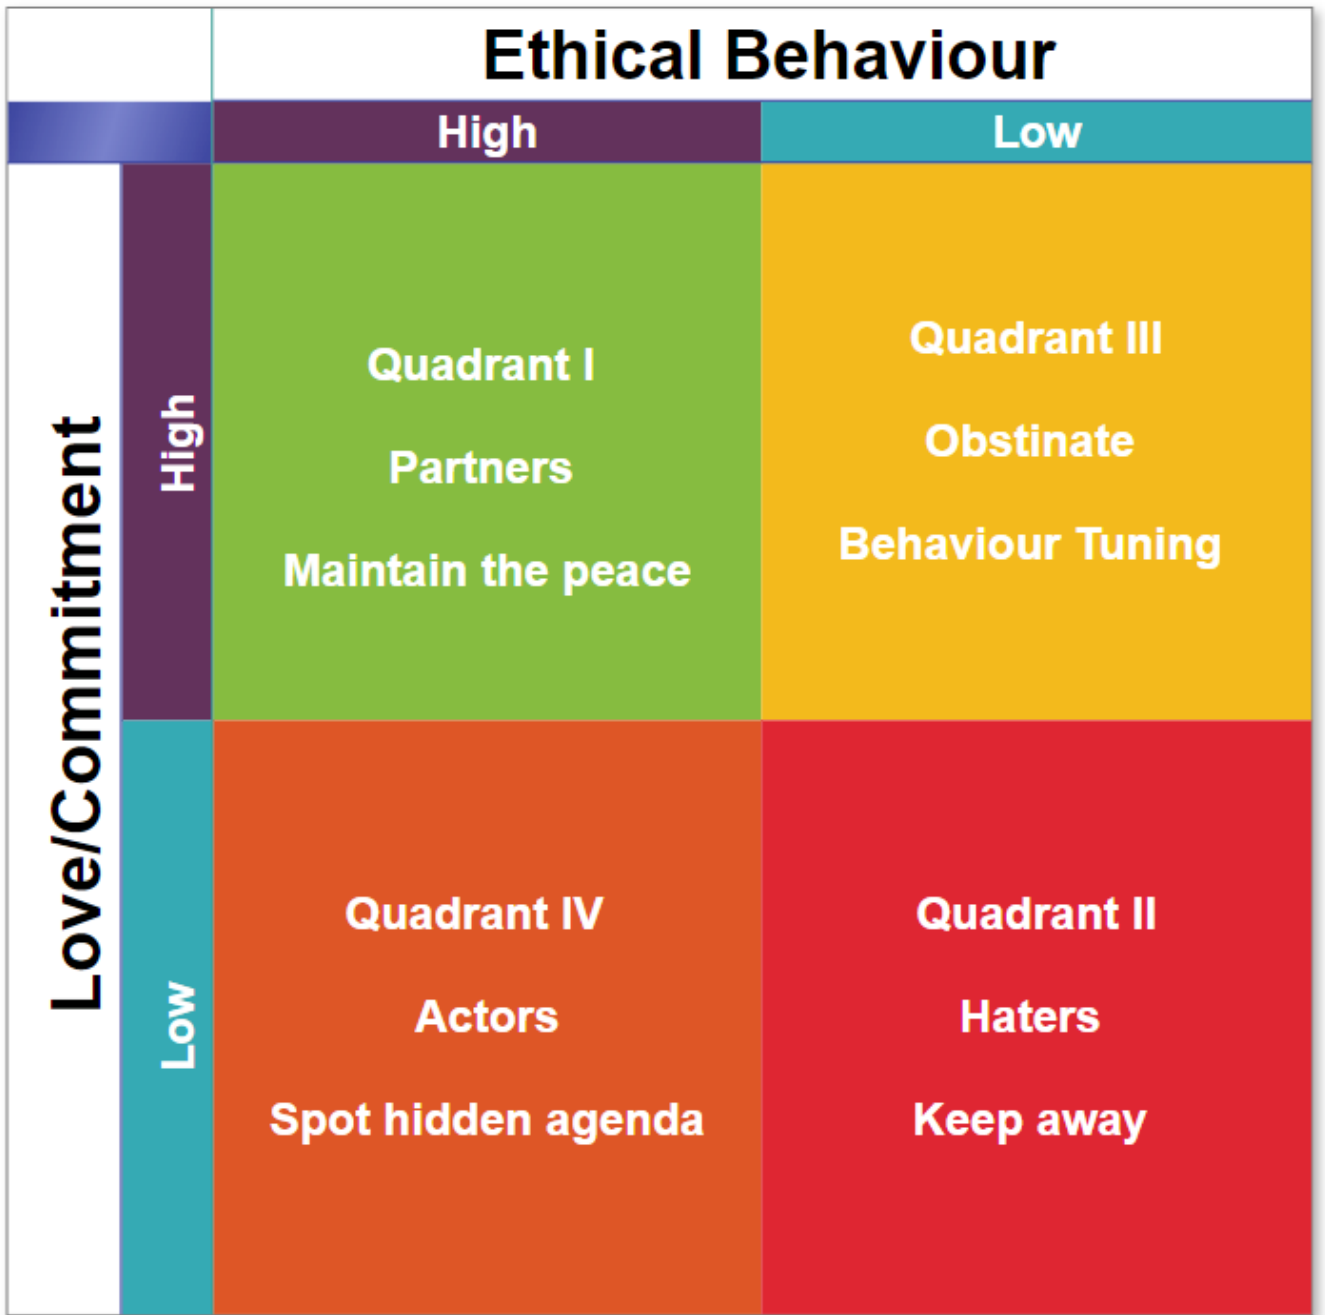 Ethical Behaviour
High
Low
Love/Commitment
High
Quadrant I
Partners
Maintain the peace
Quadrant III
Obstinate
Behaviour Tuning
Low
Quadrant IV
Actors
Spot hidden agenda
Quadrant II
Haters
Keep away